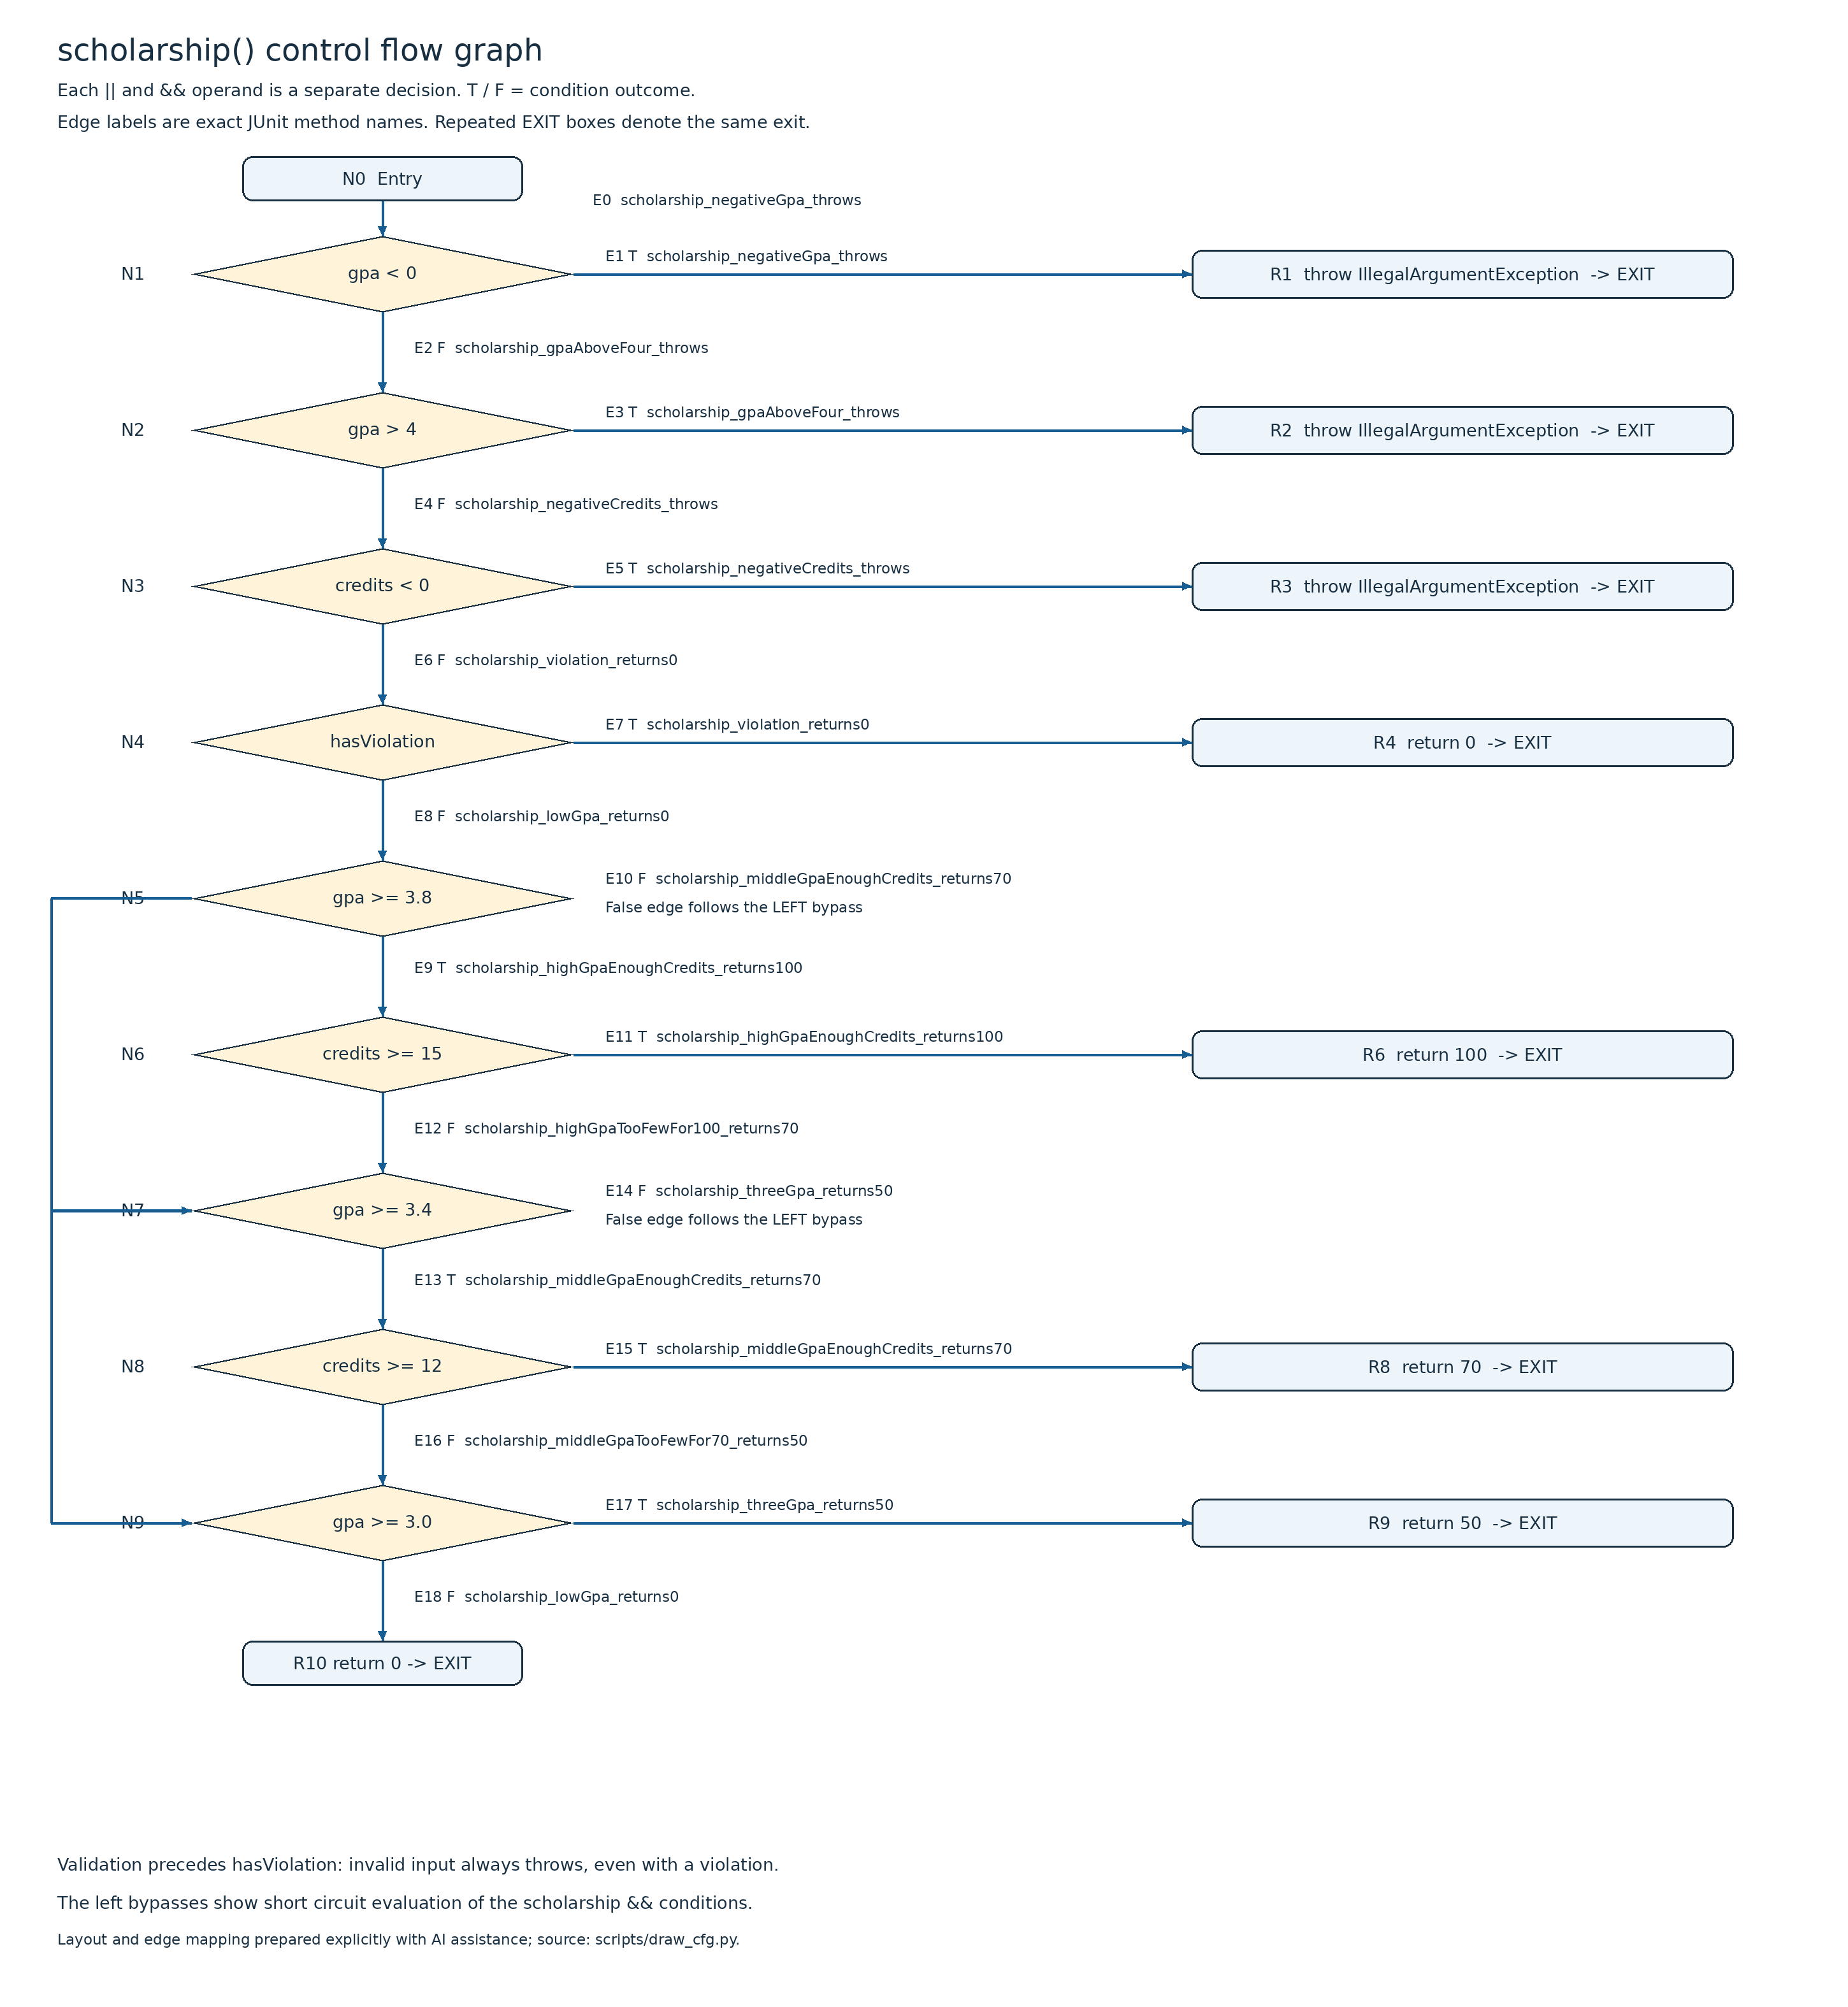 scholarship() control flow graph
Each || and && operand is a separate decision. T / F = condition outcome.
Edge labels are exact JUnit method names. Repeated EXIT boxes denote the same exit.
N0  Entry
E0  scholarship_negativeGpa_throws
N1
gpa < 0
E1 T  scholarship_negativeGpa_throws
R1  throw IllegalArgumentException  -> EXIT
E2 F  scholarship_gpaAboveFour_throws
N2
gpa > 4
E3 T  scholarship_gpaAboveFour_throws
R2  throw IllegalArgumentException  -> EXIT
E4 F  scholarship_negativeCredits_throws
N3
credits < 0
E5 T  scholarship_negativeCredits_throws
R3  throw IllegalArgumentException  -> EXIT
E6 F  scholarship_violation_returns0
N4
hasViolation
E7 T  scholarship_violation_returns0
R4  return 0  -> EXIT
E8 F  scholarship_lowGpa_returns0
N5
gpa >= 3.8
E10 F  scholarship_middleGpaEnoughCredits_returns70
False edge follows the LEFT bypass
E9 T  scholarship_highGpaEnoughCredits_returns100
N6
credits >= 15
E11 T  scholarship_highGpaEnoughCredits_returns100
R6  return 100  -> EXIT
E12 F  scholarship_highGpaTooFewFor100_returns70
N7
gpa >= 3.4
E14 F  scholarship_threeGpa_returns50
False edge follows the LEFT bypass
E13 T  scholarship_middleGpaEnoughCredits_returns70
N8
credits >= 12
E15 T  scholarship_middleGpaEnoughCredits_returns70
R8  return 70  -> EXIT
E16 F  scholarship_middleGpaTooFewFor70_returns50
N9
gpa >= 3.0
E17 T  scholarship_threeGpa_returns50
R9  return 50  -> EXIT
E18 F  scholarship_lowGpa_returns0
R10 return 0 -> EXIT
Validation precedes hasViolation: invalid input always throws, even with a violation.
The left bypasses show short circuit evaluation of the scholarship && conditions.
Layout and edge mapping prepared explicitly with AI assistance; source: scripts/draw_cfg.py.